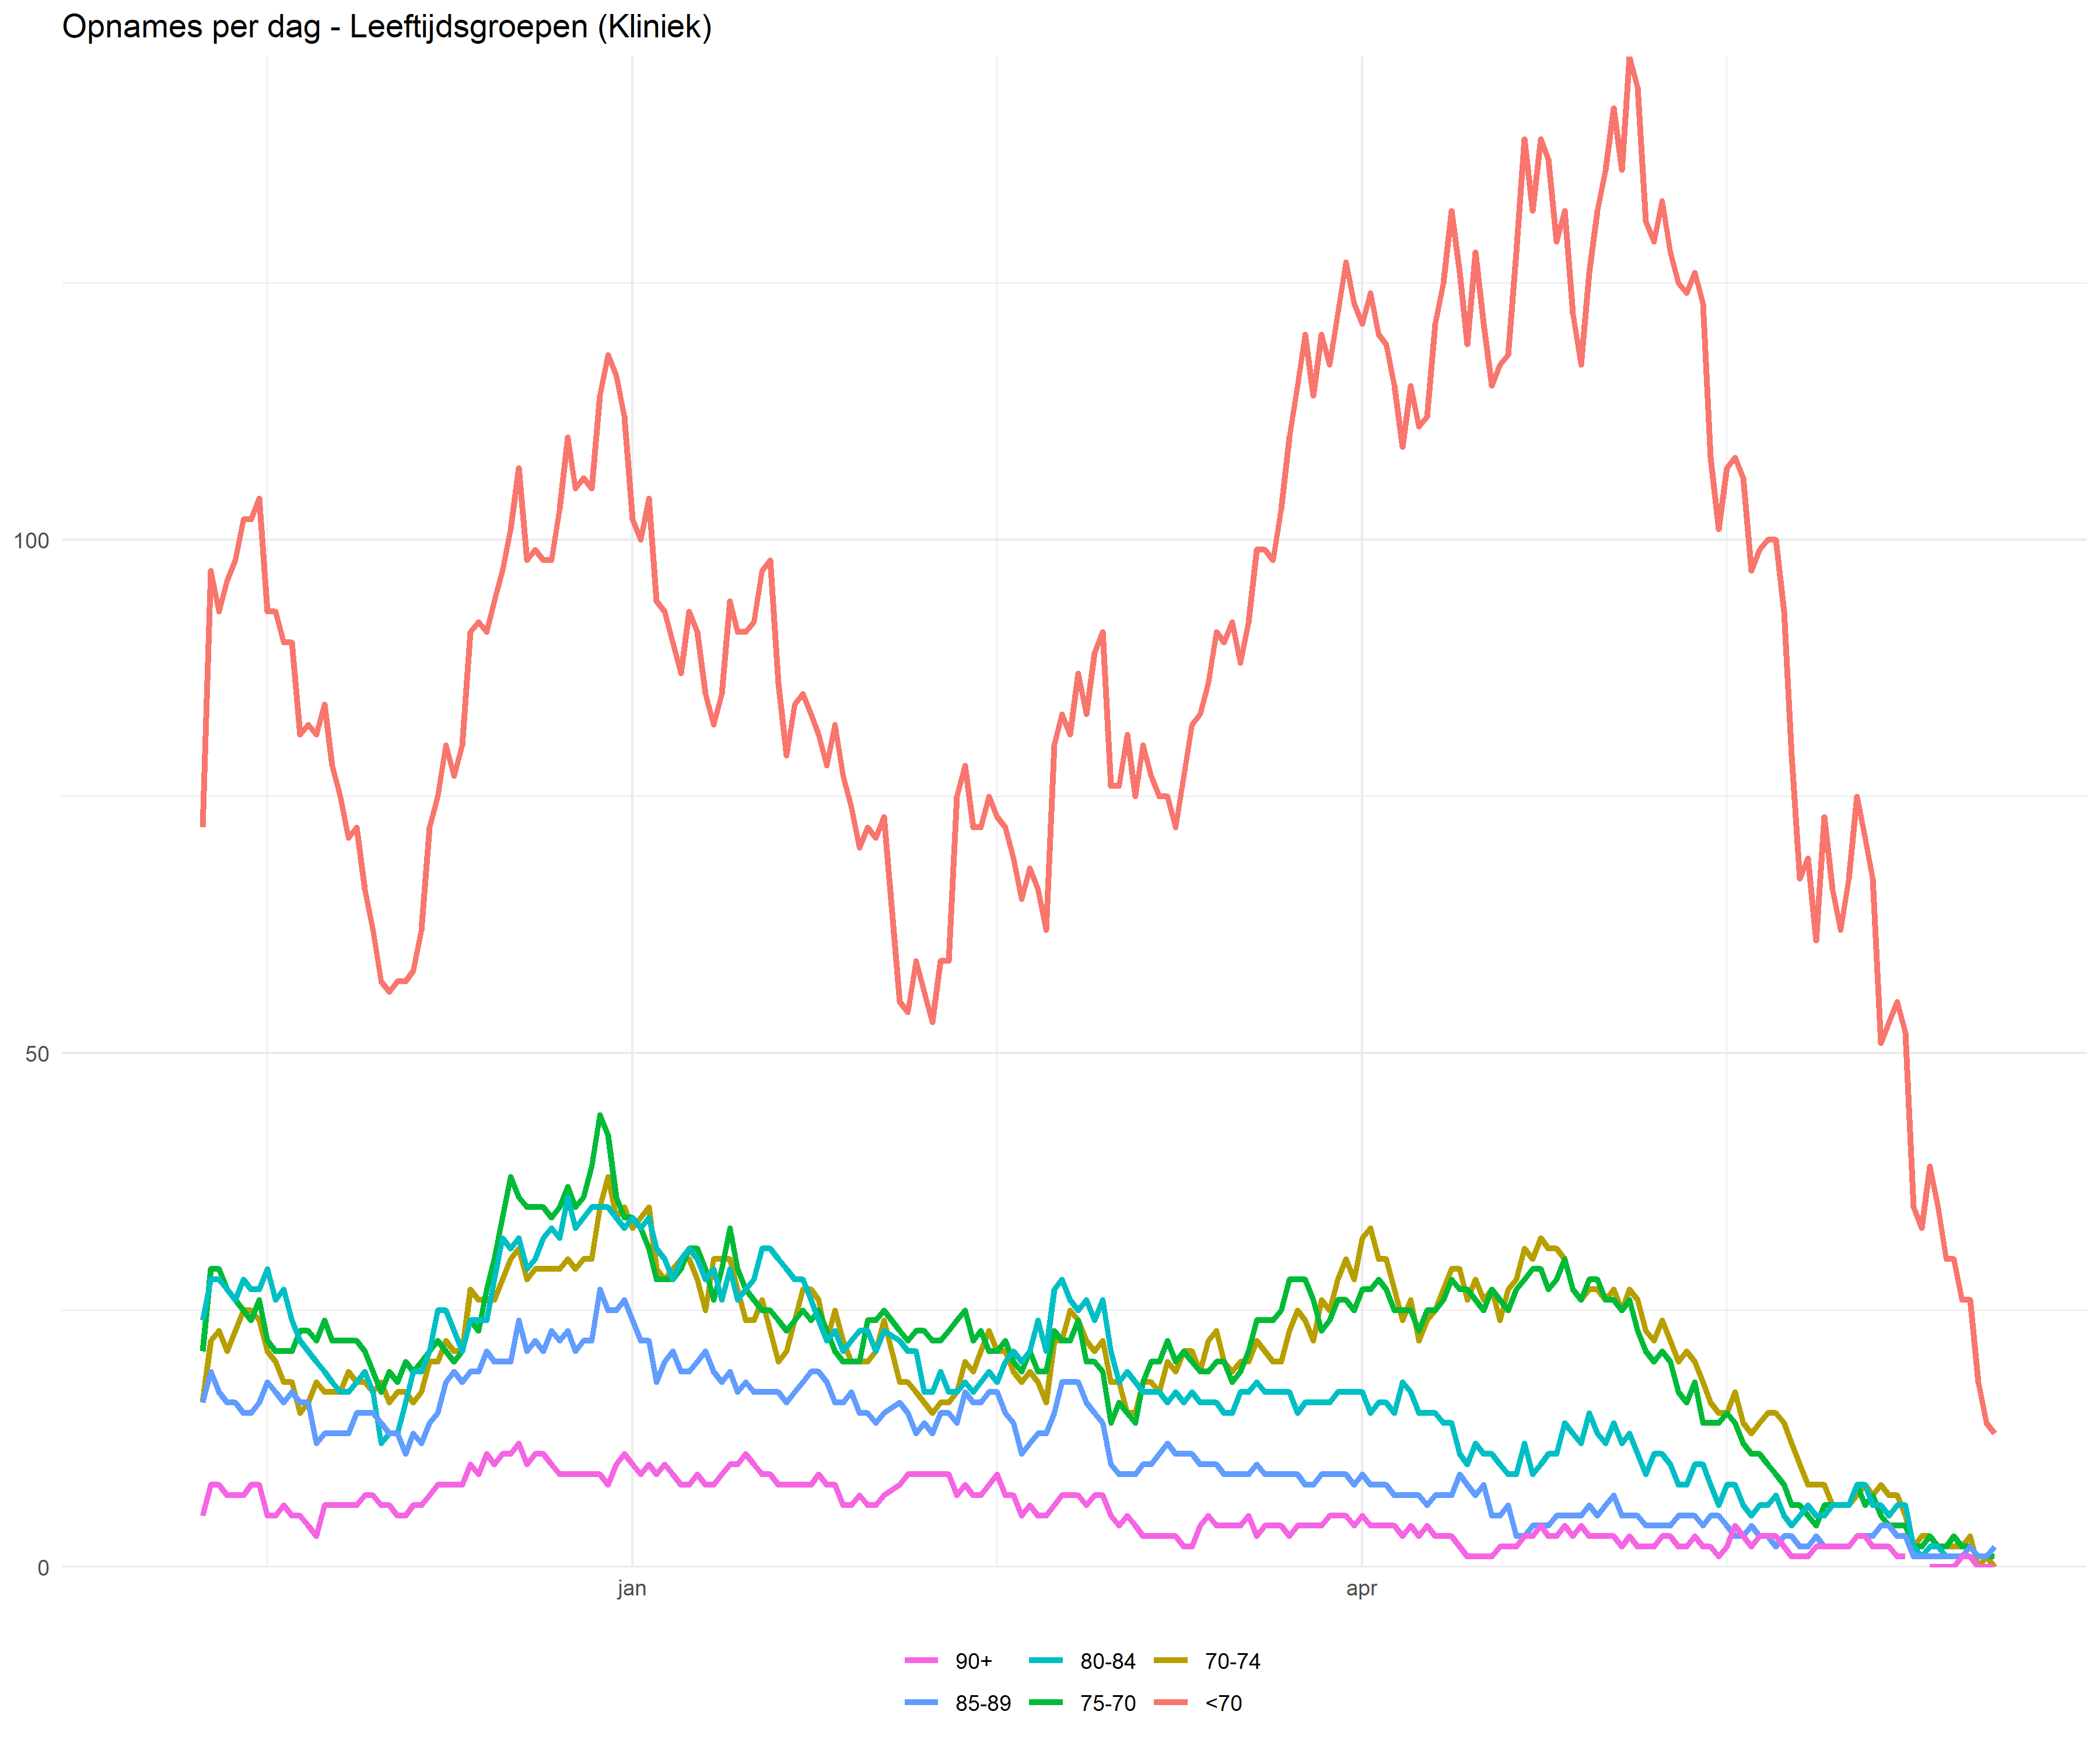 Opnames per dag - Leeftijdsgroepen (Kliniek)
100
50
0
jan apr
90+ 80-84 70-74
85-89 75-70 <70